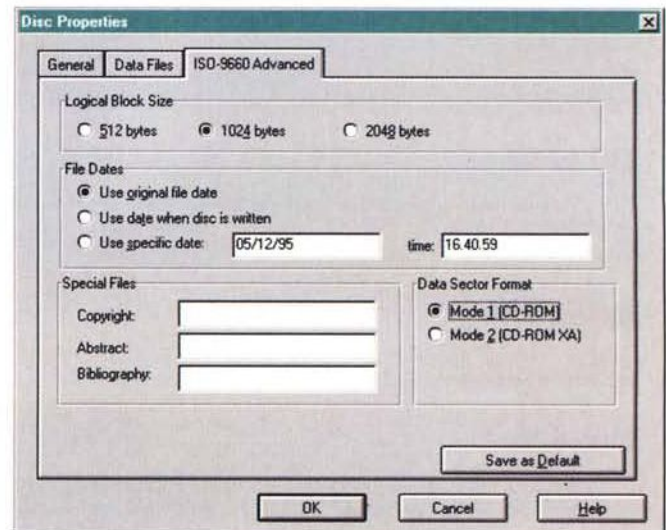 Disc Properties
General Data Files ISO-9660 Advanced
Logical Block Size
512 bytes 1024 bytes 2048 bytes
File Dates
Use original file date
Use date when disc is written
Use specific date: 05/12/95 time: 16.40.59
Special Files
Copyright:
Abstract:
Bibliography:
Data Sector Format
Mode 1 (CD-ROM)
Mode 2 (CD-ROM XA)
Save as Default
OK Cancel Help